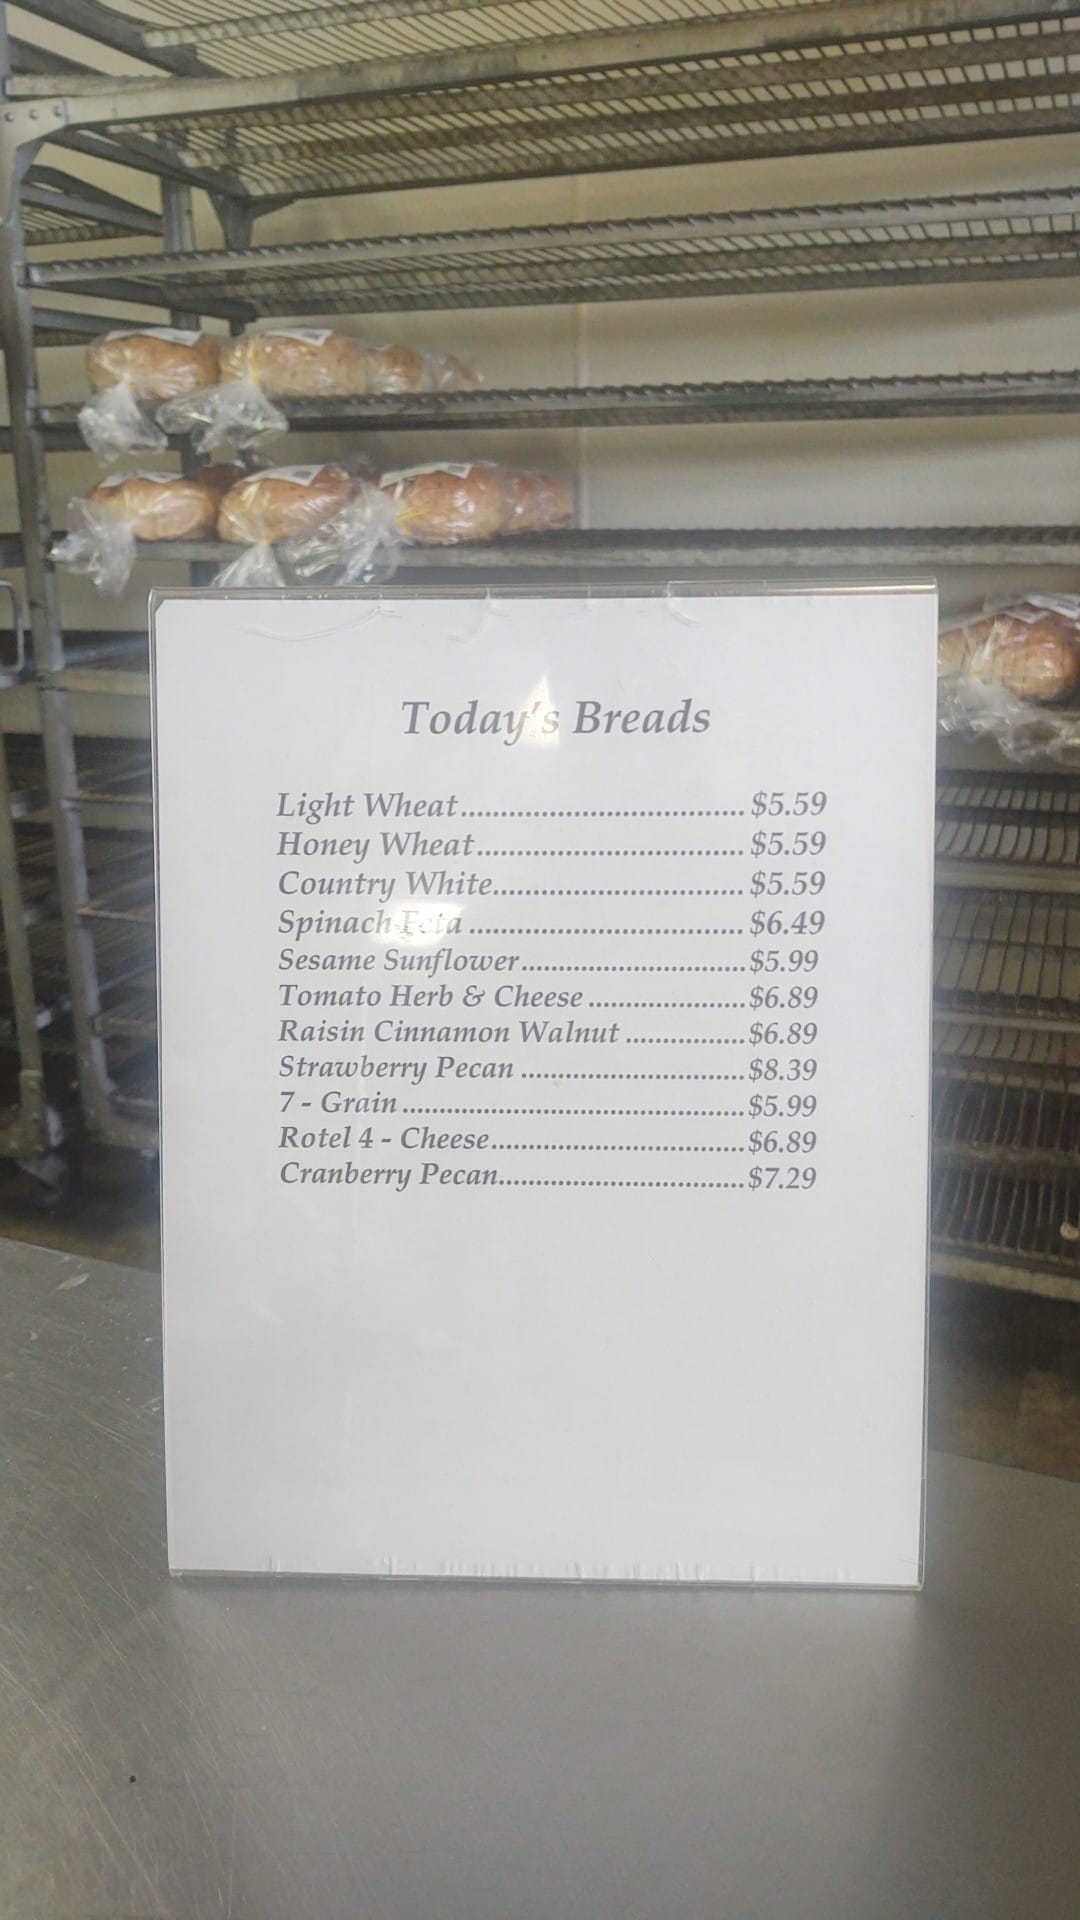 Today's Breads
Light Wheat.................................. $5.59
Honey Wheat................................ $5.59
Country White.............................. $5.59
Spinach Feta ................................. $6.49
Sesame Sunflower.............................$5.99
Tomato Herb & Cheese .....................$6.89
Raisin Cinnamon Walnut ................$6.89
Strawberry Pecan ..............................$8.39
7 - Grain..............................................$5.99
Rotel 4 - Cheese..................................$6.89
Cranberry Pecan.................................$7.29